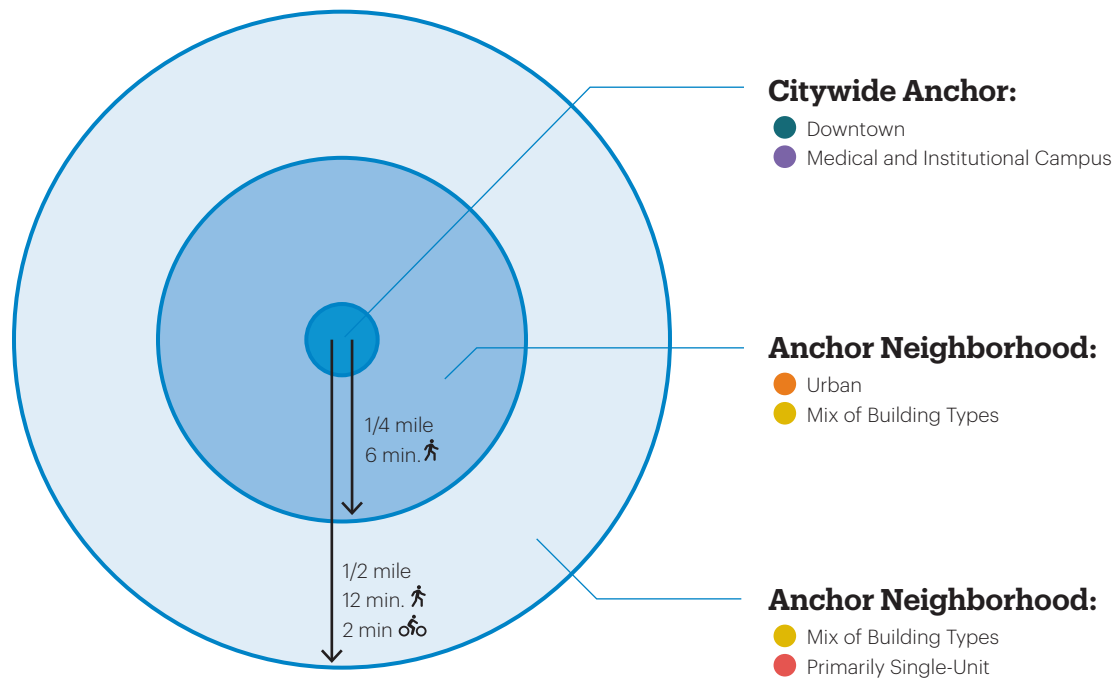 Citywide Anchor:
Downtown
Medical and Institutional Campus
Anchor Neighborhood:
Urban
Mix of Building Types
1/4 mile
6 min.
1/2 mile
12 min.
2 min
Anchor Neighborhood:
Mix of Building Types
Primarily Single-Unit